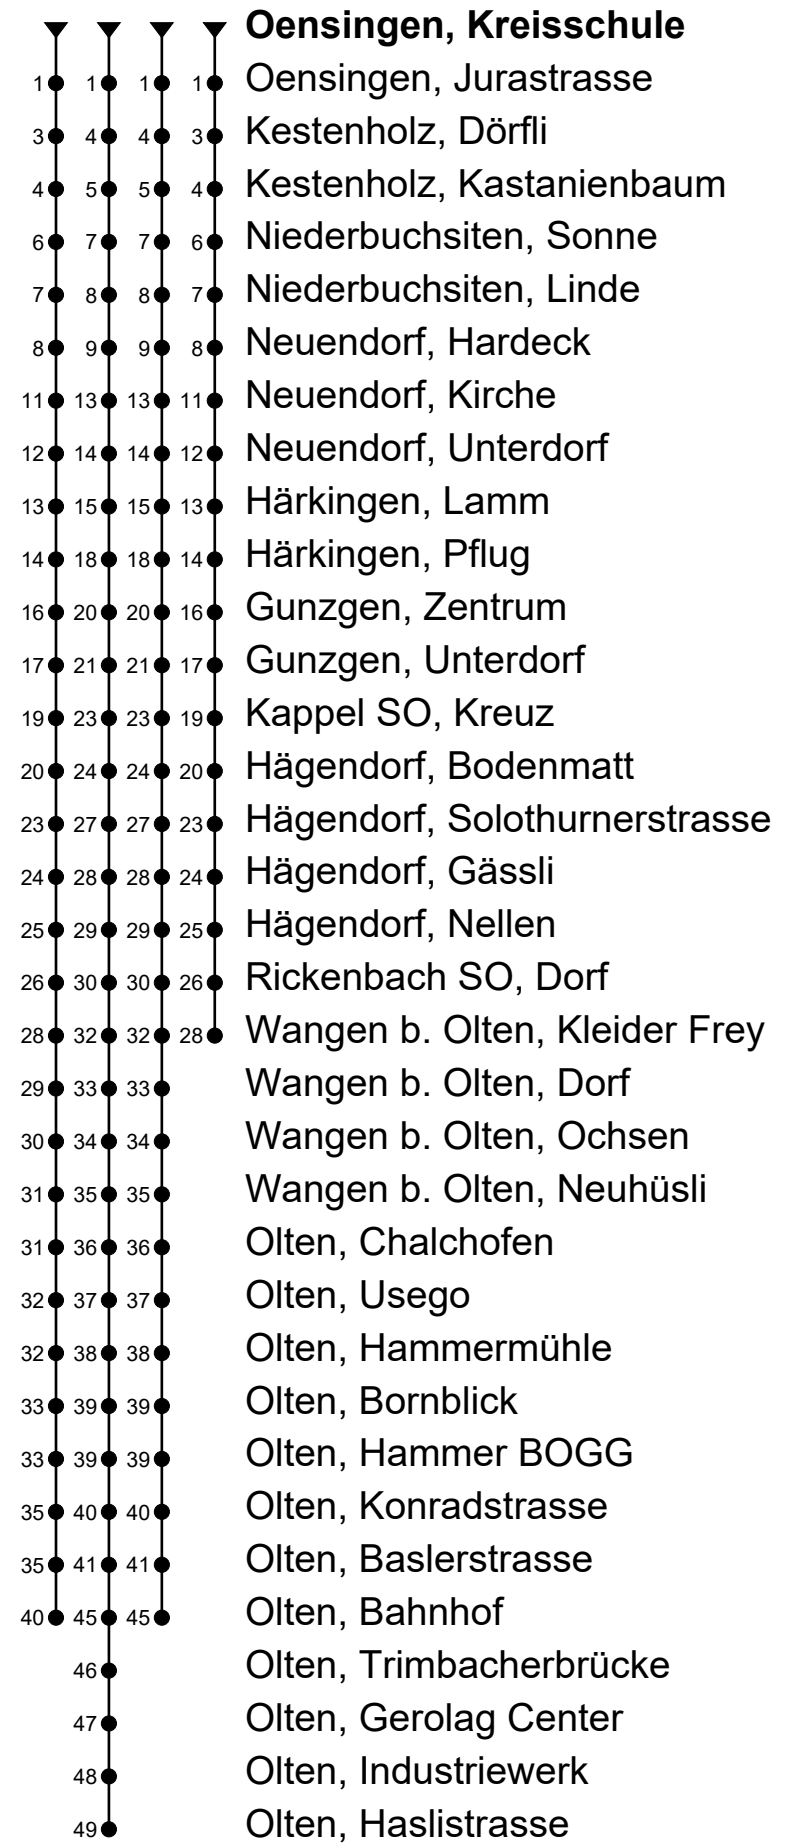 Oensingen, Kreisschule
1 1 1 1 Oensingen, Jurastrasse
3 4 4 3 Kestenholz, Dörfli
4 5 5 4 Kestenholz, Kastanienbaum
6 7 7 6 Niederbuchsiten, Sonne
7 8 8 7 Niederbuchsiten, Linde
8 9 9 8 Neuendorf, Hardeck
11 13 13 11 Neuendorf, Kirche
12 14 14 12 Neuendorf, Unterdorf
13 15 15 13 Härkingen, Lamm
14 18 18 14 Härkingen, Pflug
16 20 20 16 Gunzgen, Zentrum
17 21 21 17 Gunzgen, Unterdorf
19 23 23 19 Kappel SO, Kreuz
20 24 24 20 Hägendorf, Bodenmatt
23 27 27 23 Hägendorf, Solothurnerstrasse
24 28 28 24 Hägendorf, Gässli
25 29 29 25 Hägendorf, Nellen
26 30 30 26 Rickenbach SO, Dorf
28 32 32 28 Wangen b. Olten, Kleider Frey
29 33 33 Wangen b. Olten, Dorf
30 34 34 Wangen b. Olten, Ochsen
31 35 35 Wangen b. Olten, Neuhüsli
31 36 36 Olten, Chalchofen
32 37 37 Olten, Usego
32 38 38 Olten, Hammermühle
33 39 39 Olten, Bornblick
33 39 39 Olten, Hammer BOGG
35 40 40 Olten, Konradstrasse
35 41 41 Olten, Baslerstrasse
40 45 45 Olten, Bahnhof
46 Olten, Trimbacherbrücke
47 Olten, Gerolag Center
48 Olten, Industriewerk
49 Olten, Haslistrasse